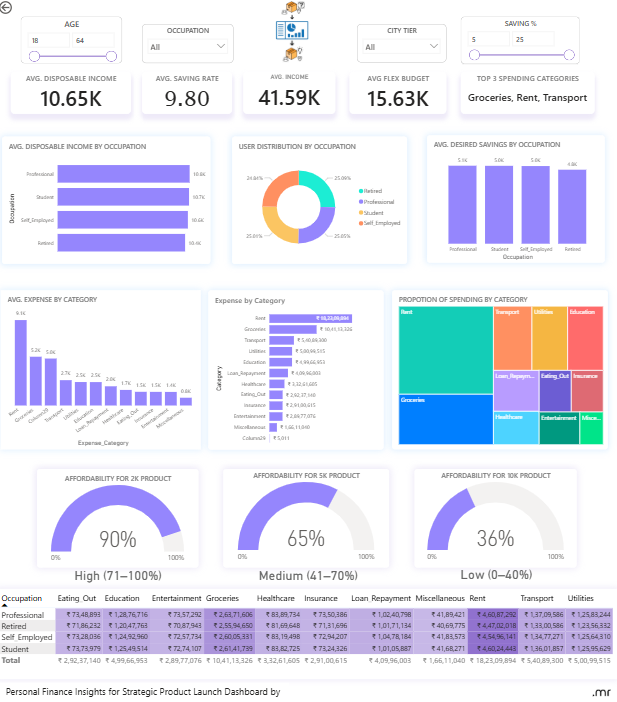 AGE
18 64
OCCUPATION
All
CITY TIER
All
SAVING %
5 25
AVG. DISPOSABLE INCOME
10.65K
AVG. SAVING RATE
9.80
AVG. INCOME
41.59K
AVG FLEX BUDGET
15.63K
TOP 3 SPENDING CATEGORIES
Groceries, Rent, Transport
AVG. DISPOSABLE INCOME BY OCCUPATION
Occupation
Professional 10.8K
Student 10.7K
Self_Employed 10.6K
Retired 10.4K
USER DISTRIBUTION BY OCCUPATION
24.84% 25.09%
25.01% 25.05%
Retired
Professional
Student
Self_Employed
AVG. DESIRED SAVINGS BY OCCUPATION
5.1K 5.0K 5.0K 4.8K
Professional Student Self_Employed Retired
Occupation
AVG. EXPENSE BY CATEGORY
9.1K 5.2K 5.0K 2.7K 2.5K 2.5K 2.0K 1.7K 1.5K 1.5K 1.4K 0.8K
Rent Groceries Column29 Transport Utilities Education Loan_Repayment Healthcare Eating_Out Insurance Entertainment Miscellaneous
Expense_Category
Expense by Category
Category
Rent ₹ 18,23,09,894
Groceries ₹ 10,41,13,326
Transport ₹ 5,40,89,300
Utilities ₹ 5,00,99,515
Education ₹ 4,99,66,953
Loan_Repayment ₹ 4,09,96,003
Healthcare ₹ 3,32,61,605
Eating_Out ₹ 2,92,37,140
Insurance ₹ 2,91,00,615
Entertainment ₹ 2,89,77,076
Miscellaneous ₹ 1,66,11,040
Column29 ₹ 5,011
PROPOTION OF SPENDING BY CATEGORY
Rent Transport Utilities Education
Loan_Repaym... Eating_Out Insurance
Groceries
Healthcare Entertainment Misce...
AFFORDABILITY FOR 2K PRODUCT
90%
0% 100%
High (71–100%)
AFFORDABILITY FOR 5K PRODUCT
65%
0% 100%
Medium (41–70%)
AFFORDABILITY FOR 10K PRODUCT
36%
0% 100%
Low (0–40%)
Occupation Eating_Out Education Entertainment Groceries Healthcare Insurance Loan_Repayment Miscellaneous Rent Transport Utilities
Professional ₹ 73,48,893 ₹ 1,28,76,716 ₹ 73,57,292 ₹ 2,63,71,606 ₹ 83,89,734 ₹ 73,50,386 ₹ 1,02,40,798 ₹ 41,89,421 ₹ 4,60,87,292 ₹ 1,37,09,586 ₹ 1,25,83,244
Retired ₹ 71,86,232 ₹ 1,20,47,763 ₹ 70,87,943 ₹ 2,55,94,650 ₹ 81,69,648 ₹ 71,31,696 ₹ 1,01,71,134 ₹ 40,69,775 ₹ 4,47,02,018 ₹ 1,33,00,586 ₹ 1,23,56,332
Self_Employed ₹ 73,28,036 ₹ 1,24,92,960 ₹ 72,57,734 ₹ 2,60,05,331 ₹ 83,19,498 ₹ 72,94,207 ₹ 1,04,78,184 ₹ 41,83,573 ₹ 4,54,96,141 ₹ 1,34,77,271 ₹ 1,25,64,310
Student ₹ 73,73,979 ₹ 1,25,49,514 ₹ 72,74,107 ₹ 2,61,41,739 ₹ 83,82,725 ₹ 73,24,326 ₹ 1,01,05,887 ₹ 41,68,271 ₹ 4,60,24,443 ₹ 1,36,01,857 ₹ 1,25,95,629
Total ₹ 2,92,37,140 ₹ 4,99,66,953 ₹ 2,89,77,076 ₹ 10,41,13,326 ₹ 3,32,61,605 ₹ 2,91,00,615 ₹ 4,09,96,003 ₹ 1,66,11,040 ₹ 18,23,09,894 ₹ 5,40,89,300 ₹ 5,00,99,515
Personal Finance Insights for Strategic Product Launch Dashboard by .mr